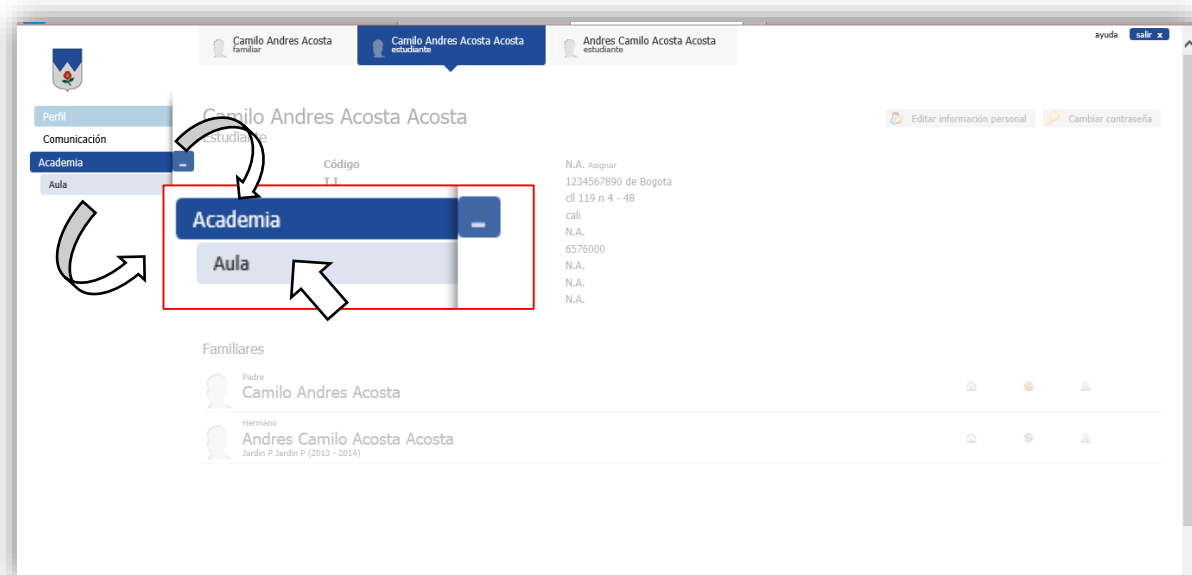 Camilo Andres Acosta
familiar
Camilo Andres Acosta Acosta
estudiante
Andres Camilo Acosta Acosta
estudiante
ayuda
salir x
Perfil
Comunicación
Academia
Aula
Camilo Andres Acosta Acosta
Estudiante
Editar información personal
Cambiar contraseña
Código
N.A. Asignar
T.I.
1234567890 de Bogota
cll 119 n 4 - 48
cali
N.A.
6576000
N.A.
N.A.
N.A.
Academia
Aula
Familiares
Padre
Camilo Andres Acosta
Hermano
Andres Camilo Acosta Acosta
Jardin P Jardin P (2013 - 2014)